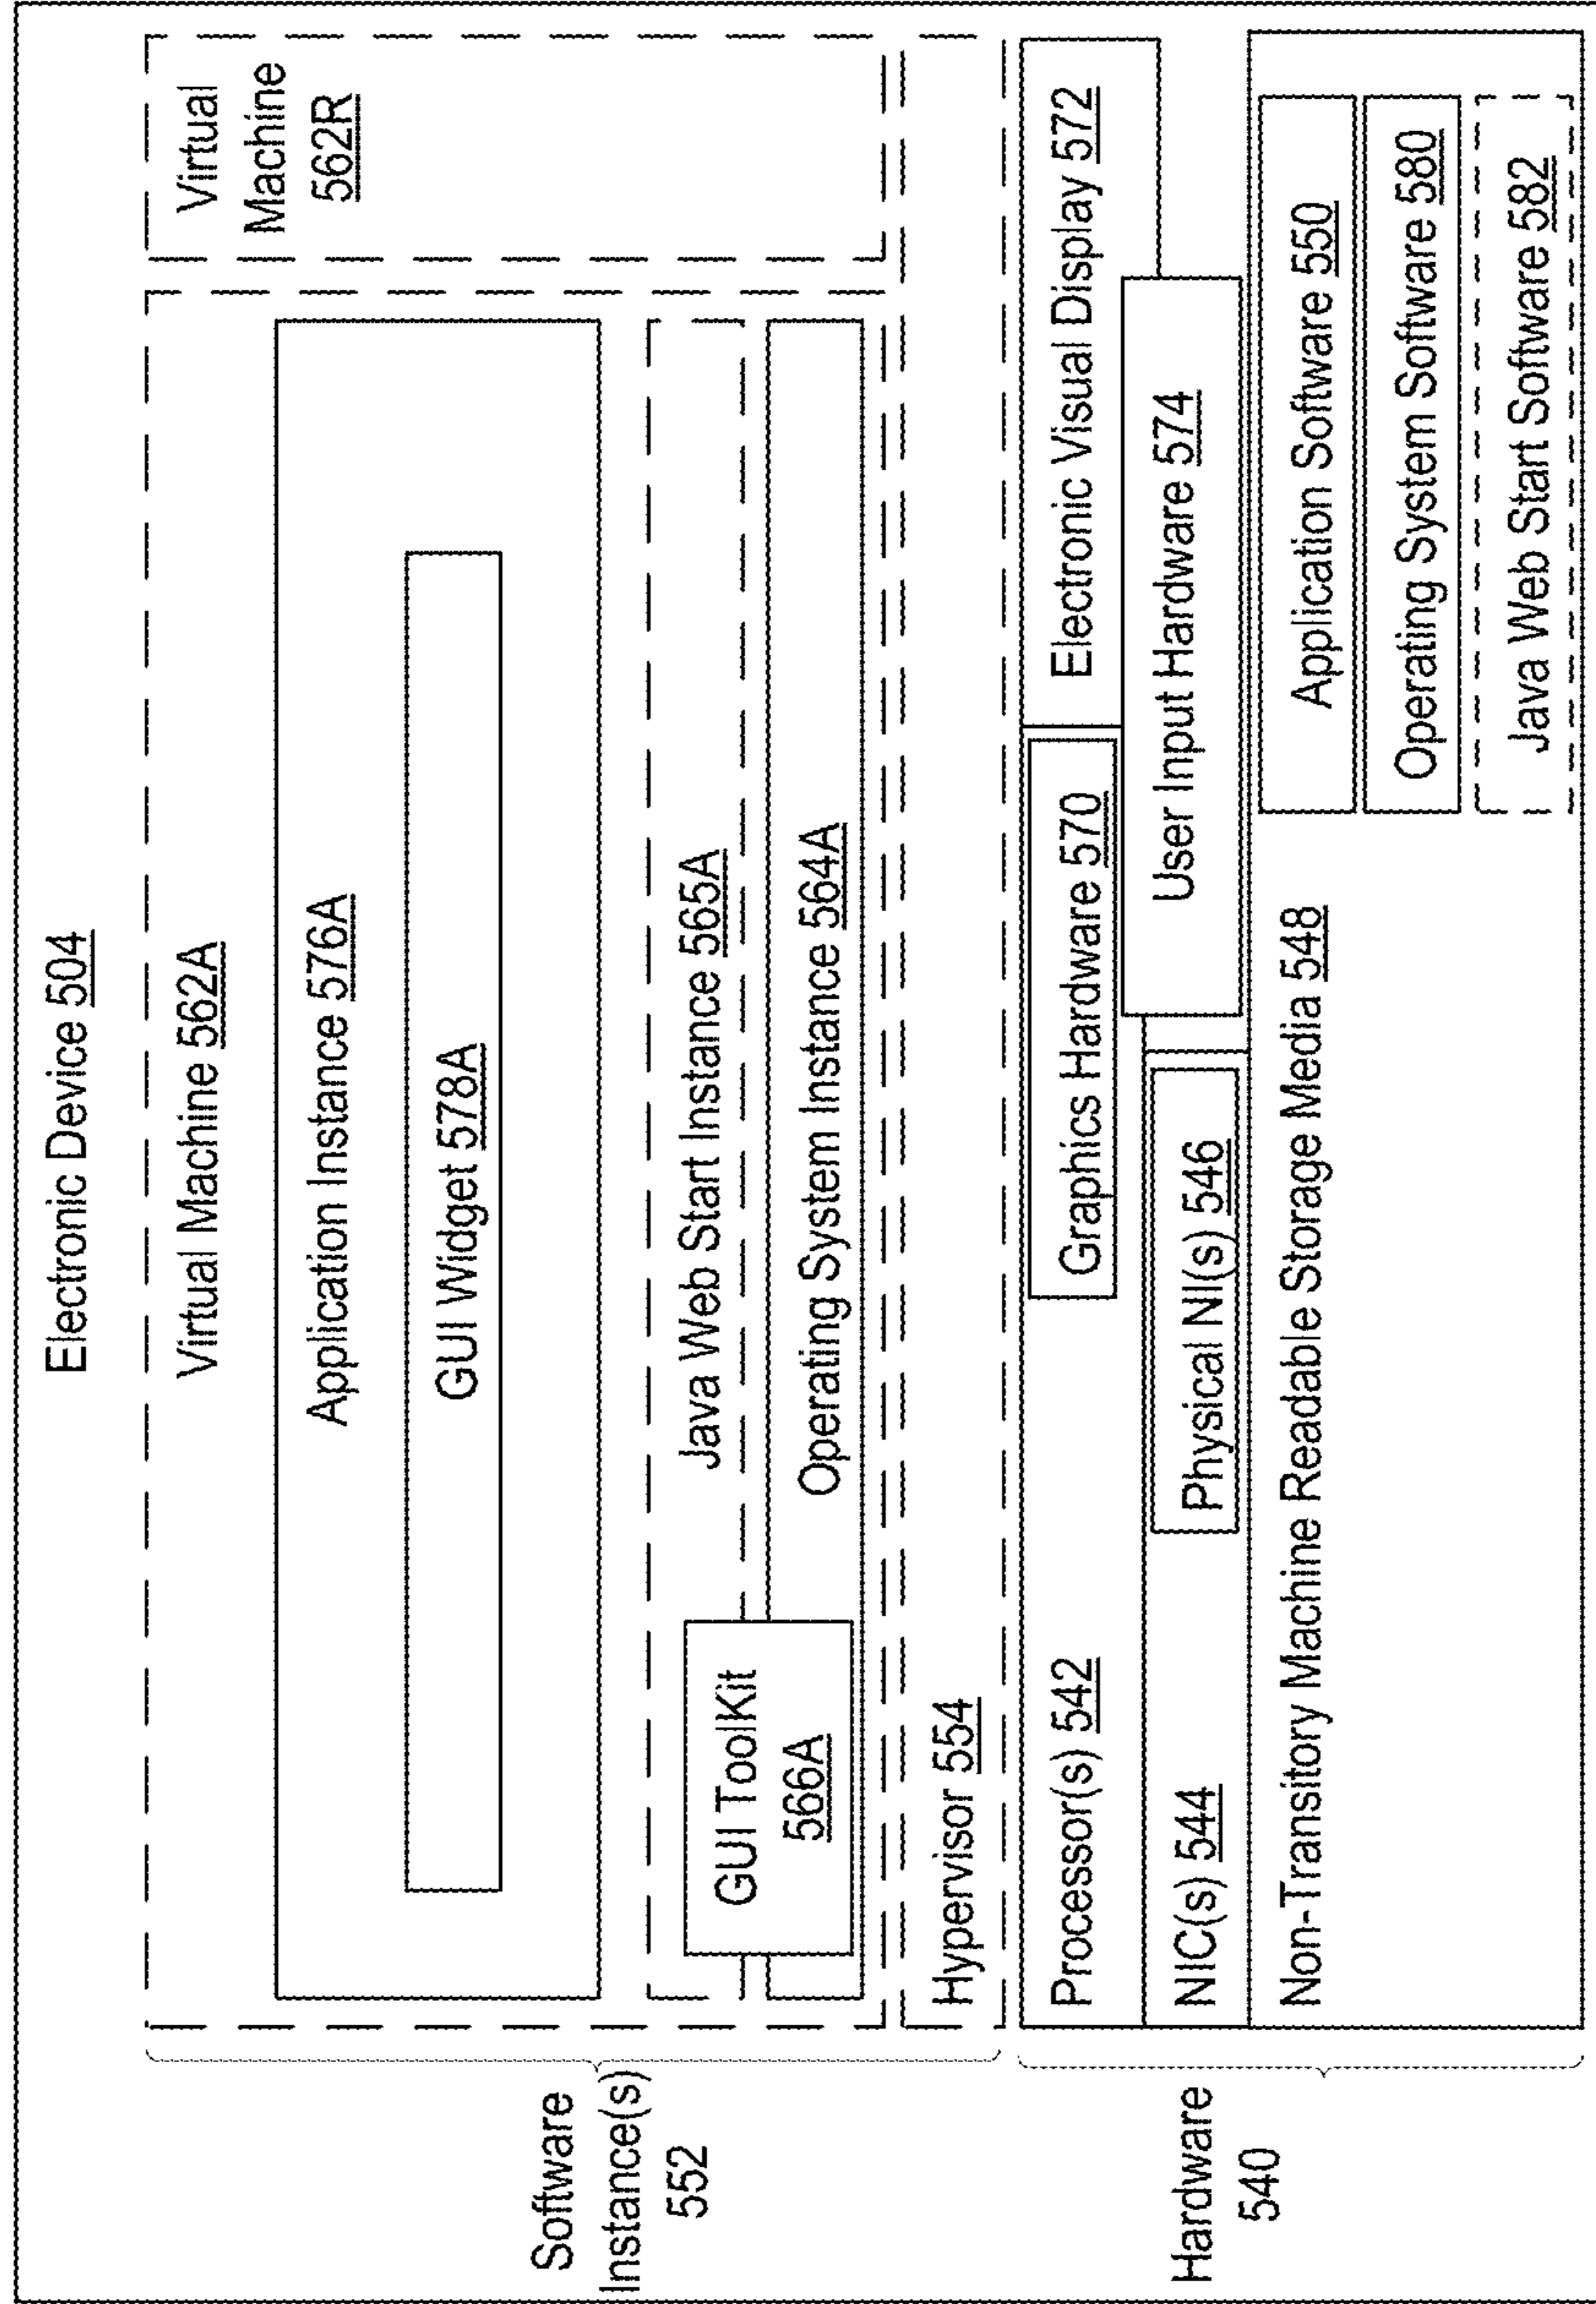 Electronic Device 504
Software
Instance(s)
552
Virtual Machine 562A
Application Instance 576A
GUI Widget 578A
Java Web Start Instance 565A
GUI ToolKit
566A
Operating System Instance 564A
Virtual
Machine
562R
Hypervisor 554
Hardware
540
Processor(s) 542
Graphics Hardware 570
Electronic Visual Display 572
User Input Hardware 574
NIC(s) 544
Physical NI(s) 546
Non-Transitory Machine Readable Storage Media 548
Application Software 550
Operating System Software 580
Java Web Start Software 582